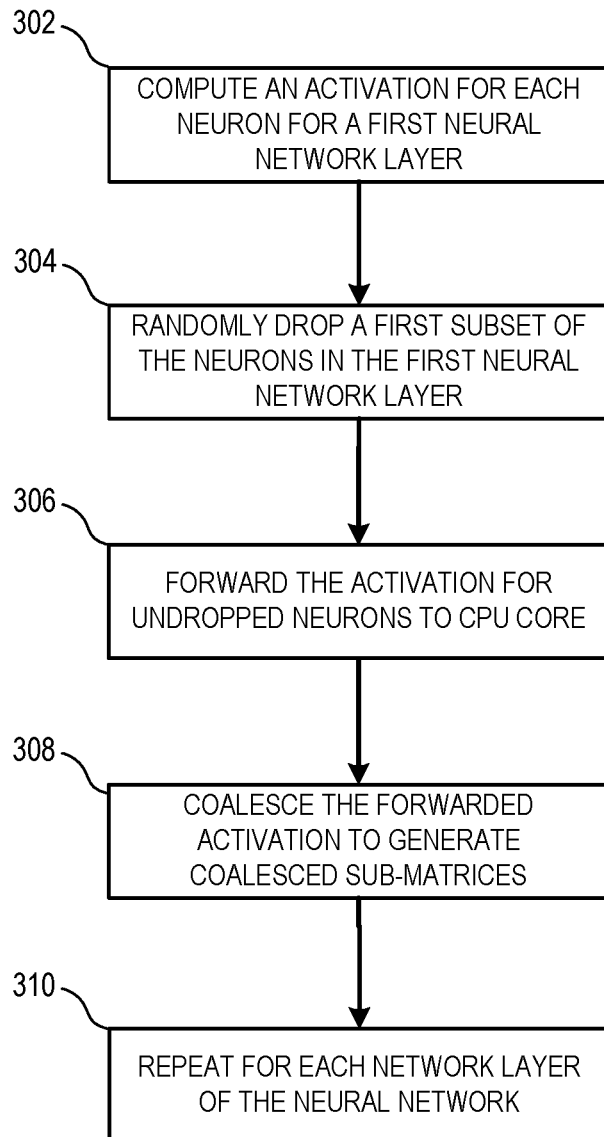 302
COMPUTE AN ACTIVATION FOR EACH
NEURON FOR A FIRST NEURAL
NETWORK LAYER
304
RANDOMLY DROP A FIRST SUBSET OF
THE NEURONS IN THE FIRST NEURAL
NETWORK LAYER
306
FORWARD THE ACTIVATION FOR
UNDROPPED NEURONS TO CPU CORE
308
COALESCE THE FORWARDED
ACTIVATION TO GENERATE
COALESCED SUB-MATRICES
310
REPEAT FOR EACH NETWORK LAYER
OF THE NEURAL NETWORK